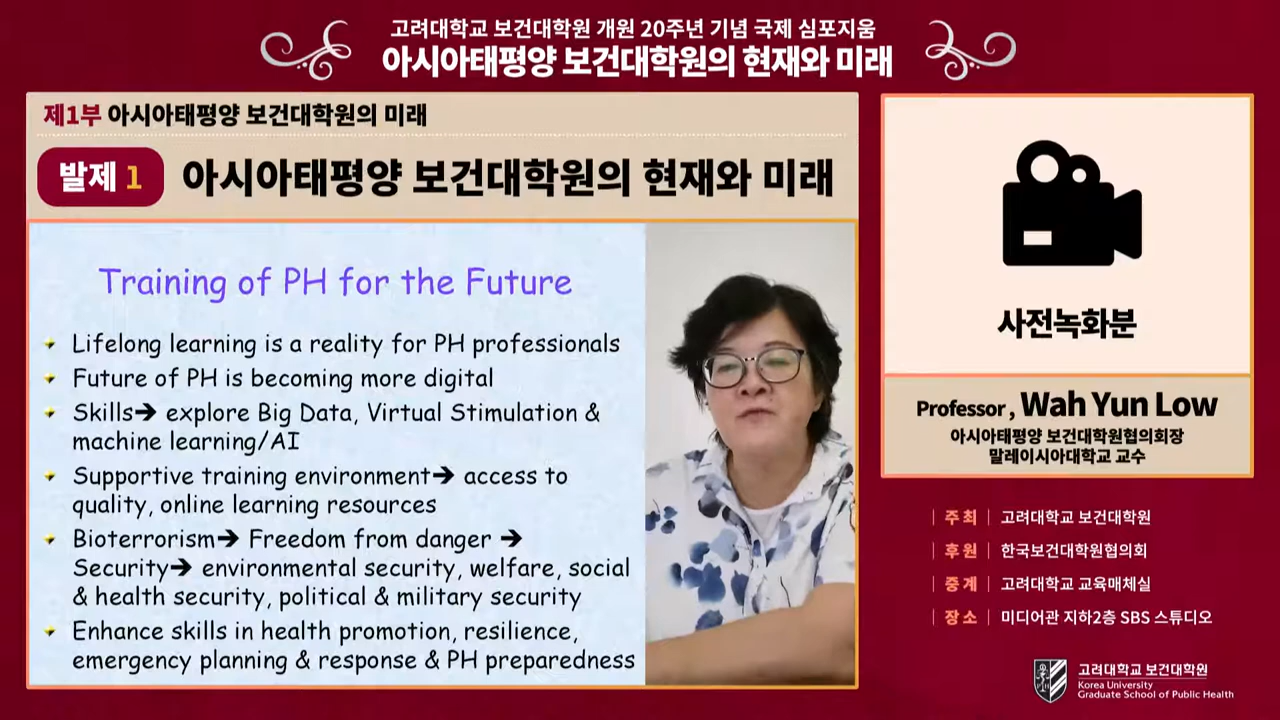 고려대학교 보건대학원 개원 20주년 기념 국제 심포지움
아시아태평양 보건대학원의 현재와 미래
제1부 아시아태평양 보건대학원의 미래
발제 1 아시아태평양 보건대학원의 현재와 미래
Training of PH for the Future
Lifelong learning is a reality for PH professionals
Future of PH is becoming more digital
Skills➔ explore Big Data, Virtual Stimulation &
machine learning/AI
Supportive training environment➔ access to
quality, online learning resources
Bioterrorism➔ Freedom from danger ➔
Security➔ environmental security, welfare, social
& health security, political & military security
Enhance skills in health promotion, resilience,
emergency planning & response & PH preparedness
사전녹화분
Professor , Wah Yun Low
아시아태평양 보건대학원협의회장
말레이시아대학교 교수
주최 고려대학교 보건대학원
후원 한국보건대학원협의회
중계 고려대학교 교육매체실
장소 미디어관 지하2층 SBS 스튜디오
고려대학교 보건대학원
Korea University
Graduate School of Public Health